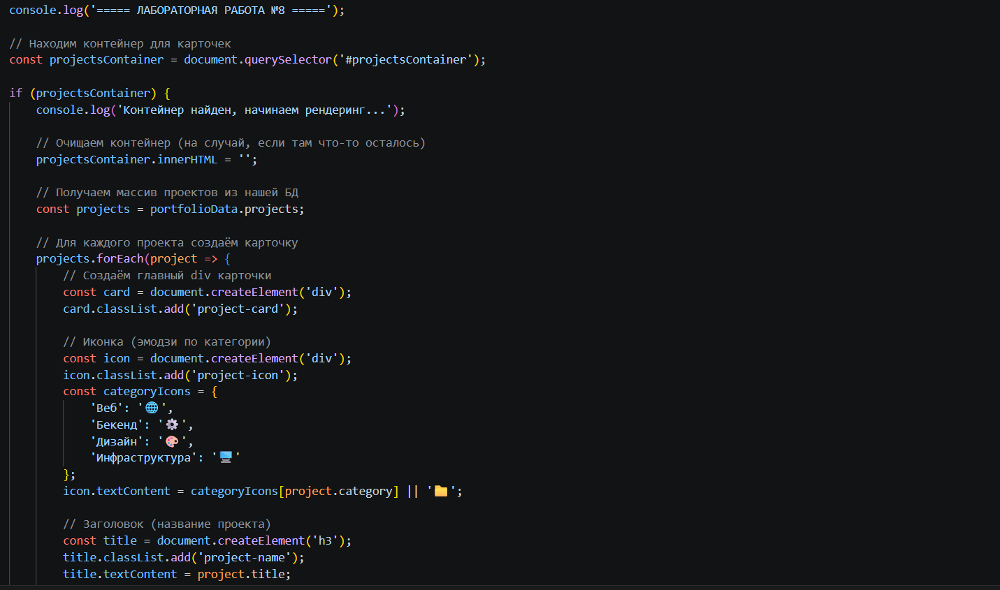 console.log('===== ЛАБОРАТОРНАЯ РАБОТА №8 =====');
// Находим контейнер для карточек
const projectsContainer = document.querySelector('#projectsContainer');
if (projectsContainer) {
console.log('Контейнер найден, начинаем рендеринг...');
// Очищаем контейнер (на случай, если там что-то осталось)
projectsContainer.innerHTML = '';
// Получаем массив проектов из нашей БД
const projects = portfolioData.projects;
// Для каждого проекта создаём карточку
projects.forEach(project => {
// Создаём главный div карточки
const card = document.createElement('div');
card.classList.add('project-card');
// Иконка (эмодзи по категории)
const icon = document.createElement('div');
icon.classList.add('project-icon');
const categoryIcons = {
'Веб': '🌐',
'Бекенд': '⚙️',
'Дизайн': '🎨',
'Инфраструктура': '🖥️'
};
icon.textContent = categoryIcons[project.category] || '📁';
// Заголовок (название проекта)
const title = document.createElement('h3');
title.classList.add('project-name');
title.textContent = project.title;